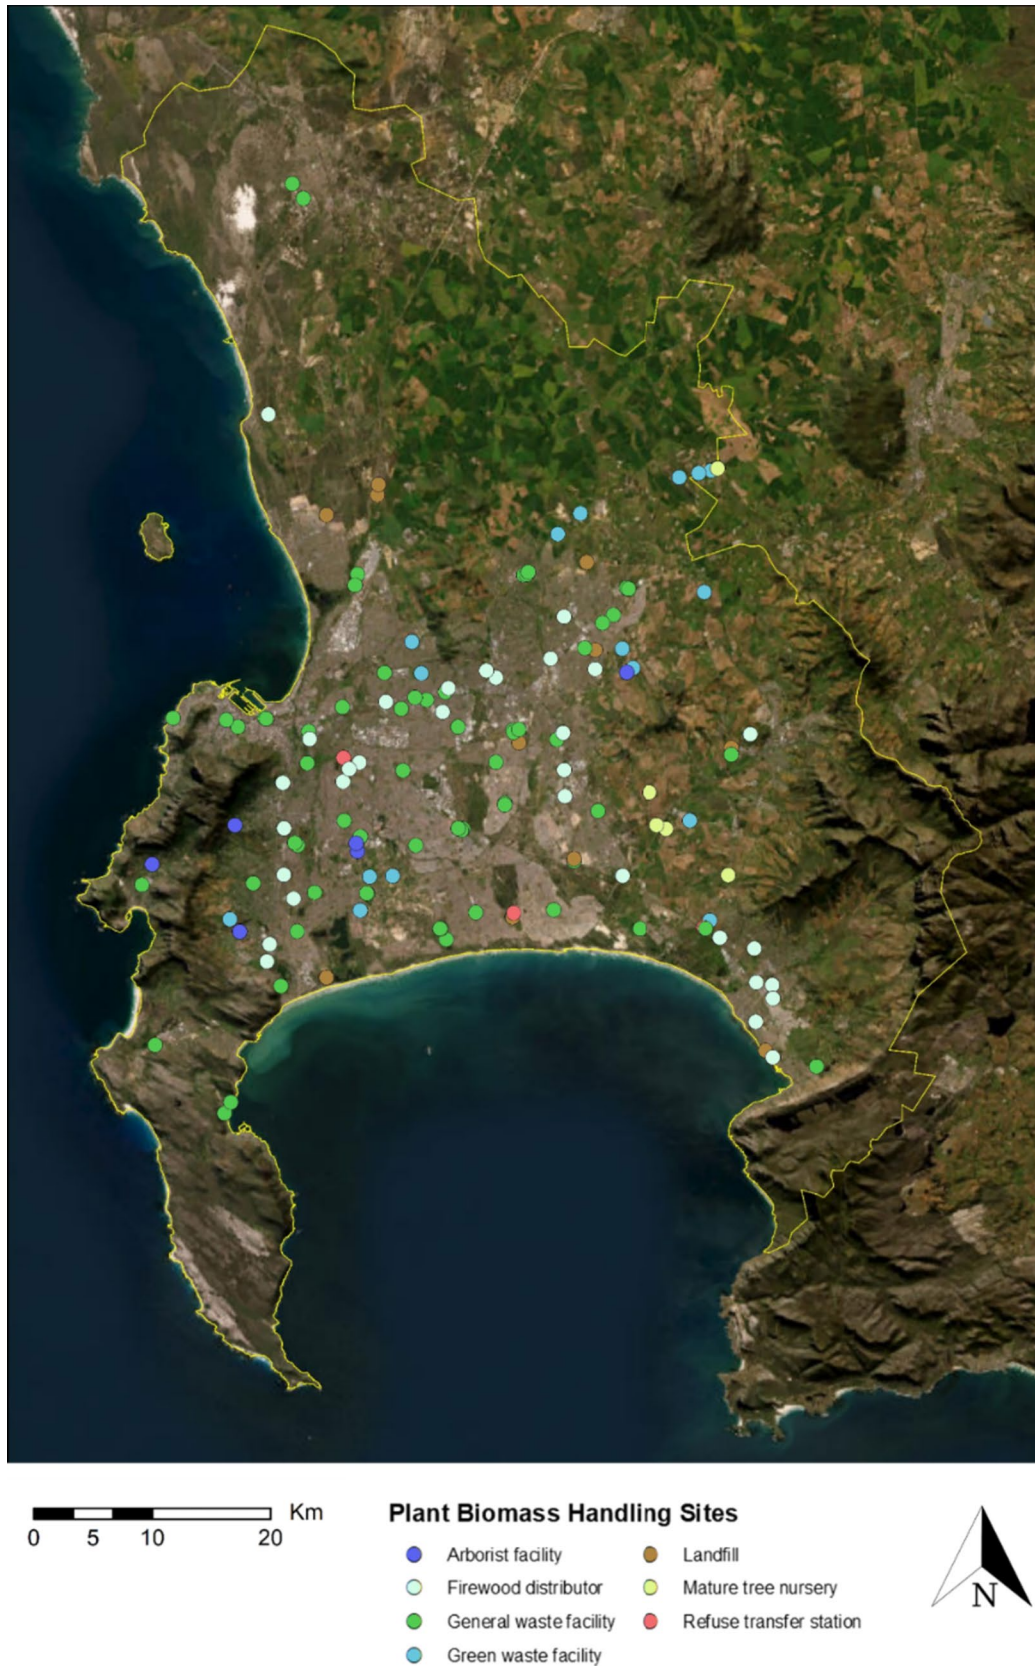 Km
0 5 10 20
Plant Biomass Handling Sites
Arborist facility
Firewood distributor
General waste facility
Green waste facility
Landfill
Mature tree nursery
Refuse transfer station
N